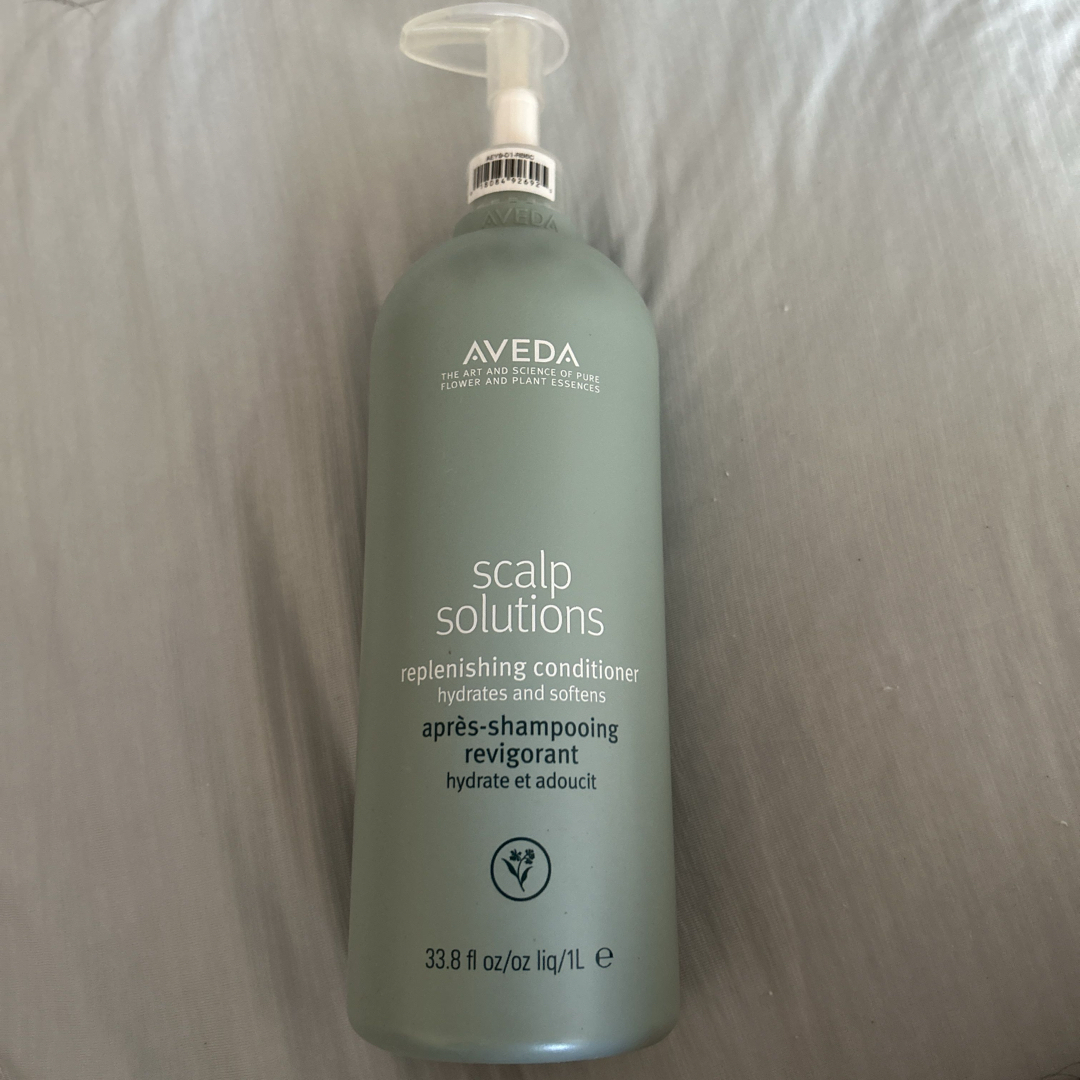 AVEDA
AVEDA
THE ART AND SCIENCE OF PURE
FLOWER AND PLANT ESSENCES
scalp
solutions
replenishing conditioner
hydrates and softens
après-shampooing
revigorant
hydrate et adoucit
33.8 fl oz/oz liq/1L ℮